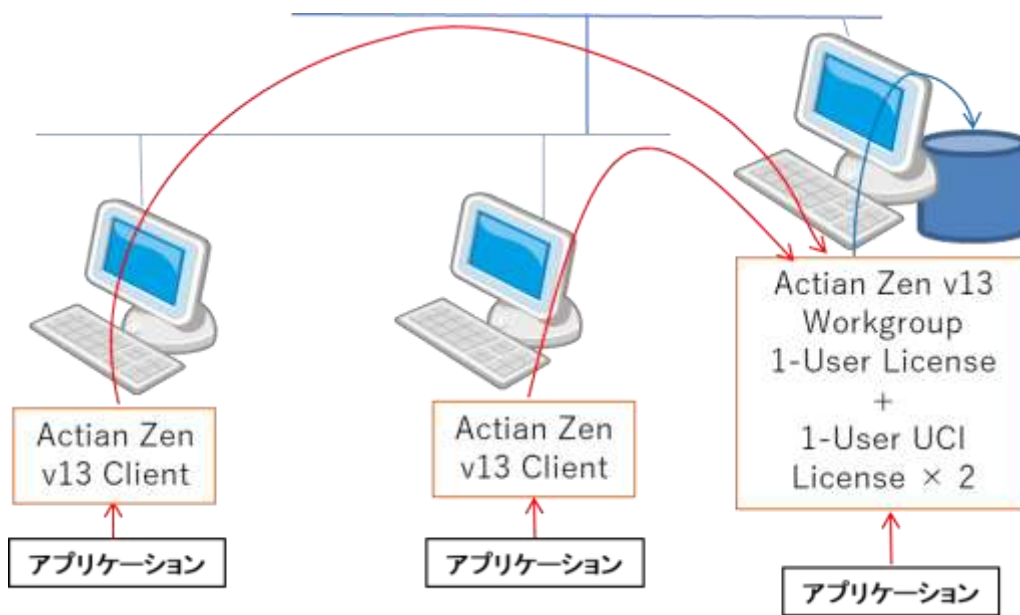 Actian Zen
v13 Client
アプリケーション
Actian Zen
v13 Client
アプリケーション
Actian Zen v13
Workgroup
1-User License
+
1-User UCI
License × 2
アプリケーション